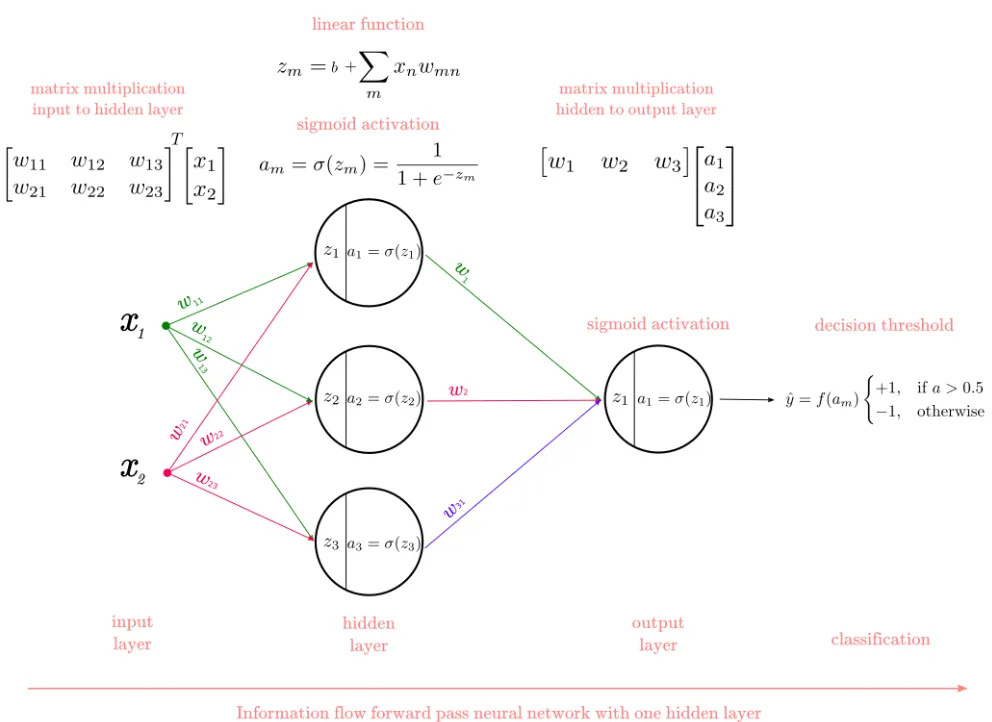 linear function
z_m = b + ∑_m x_n w_mn
matrix multiplication
input to hidden layer
[w11 w12 w13
w21 w22 w23]^T [x1
x2]
sigmoid activation
a_m = σ(z_m) = 1 / (1 + e^{−z_m})
matrix multiplication
hidden to output layer
[w1 w2 w3] [a1
a2
a3]
z1 a1 = σ(z1)
w1
w11
x1
w12
w13
sigmoid activation
decision threshold
z2 a2 = σ(z2)
w2
z1 a1 = σ(z1)
ŷ = f(a_m) { +1, if a > 0.5
−1, otherwise
w21
w22
x2
w23
w31
z3 a3 = σ(z3)
input
layer
hidden
layer
output
layer
classification
Information flow forward pass neural network with one hidden layer